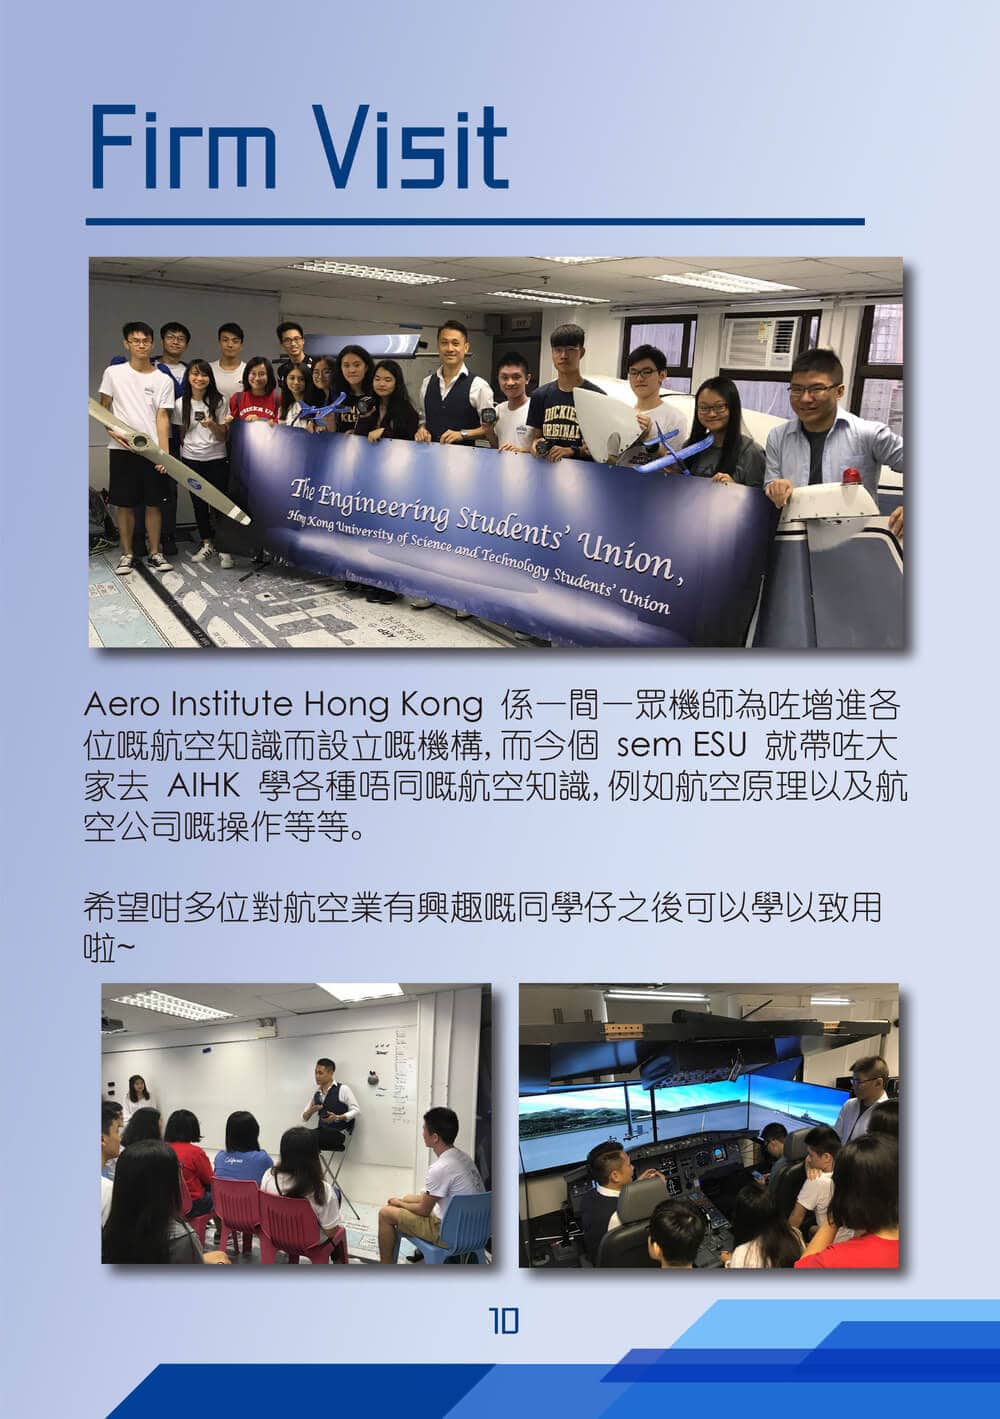 Firm Visit
The Engineering Students' Union,
Hong Kong University of Science and Technology Students' Union
DICKIES
ORIGINAL
Aero Institute Hong Kong 係一間一眾機師為咗增進各
位嘅航空知識而設立嘅機構, 而今個 sem ESU 就帶咗大
家去 AIHK 學各種唔同嘅航空知識, 例如航空原理以及航
空公司嘅操作等等。
希望咁多位對航空業有興趣嘅同學仔之後可以學以致用
啦~
California
10